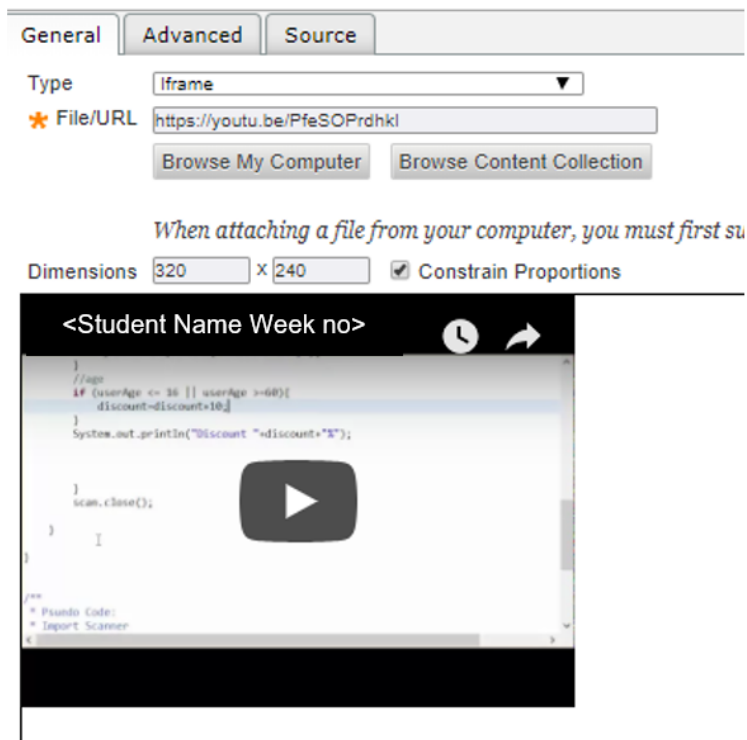 General Advanced Source
Type Iframe
File/URL https://youtu.be/PfeSOPrdhkI
Browse My Computer Browse Content Collection
When attaching a file from your computer, you must first su
Dimensions 320 x 240 Constrain Proportions
<Student Name Week no>
}
//age
if (userAge <= 16 || userAge >=60){
discount=discount+10;
}
System.out.println("Discount "+discount+"%");
}
scan.close();
}
}
/**
* Psundo Code:
* Import Scanner